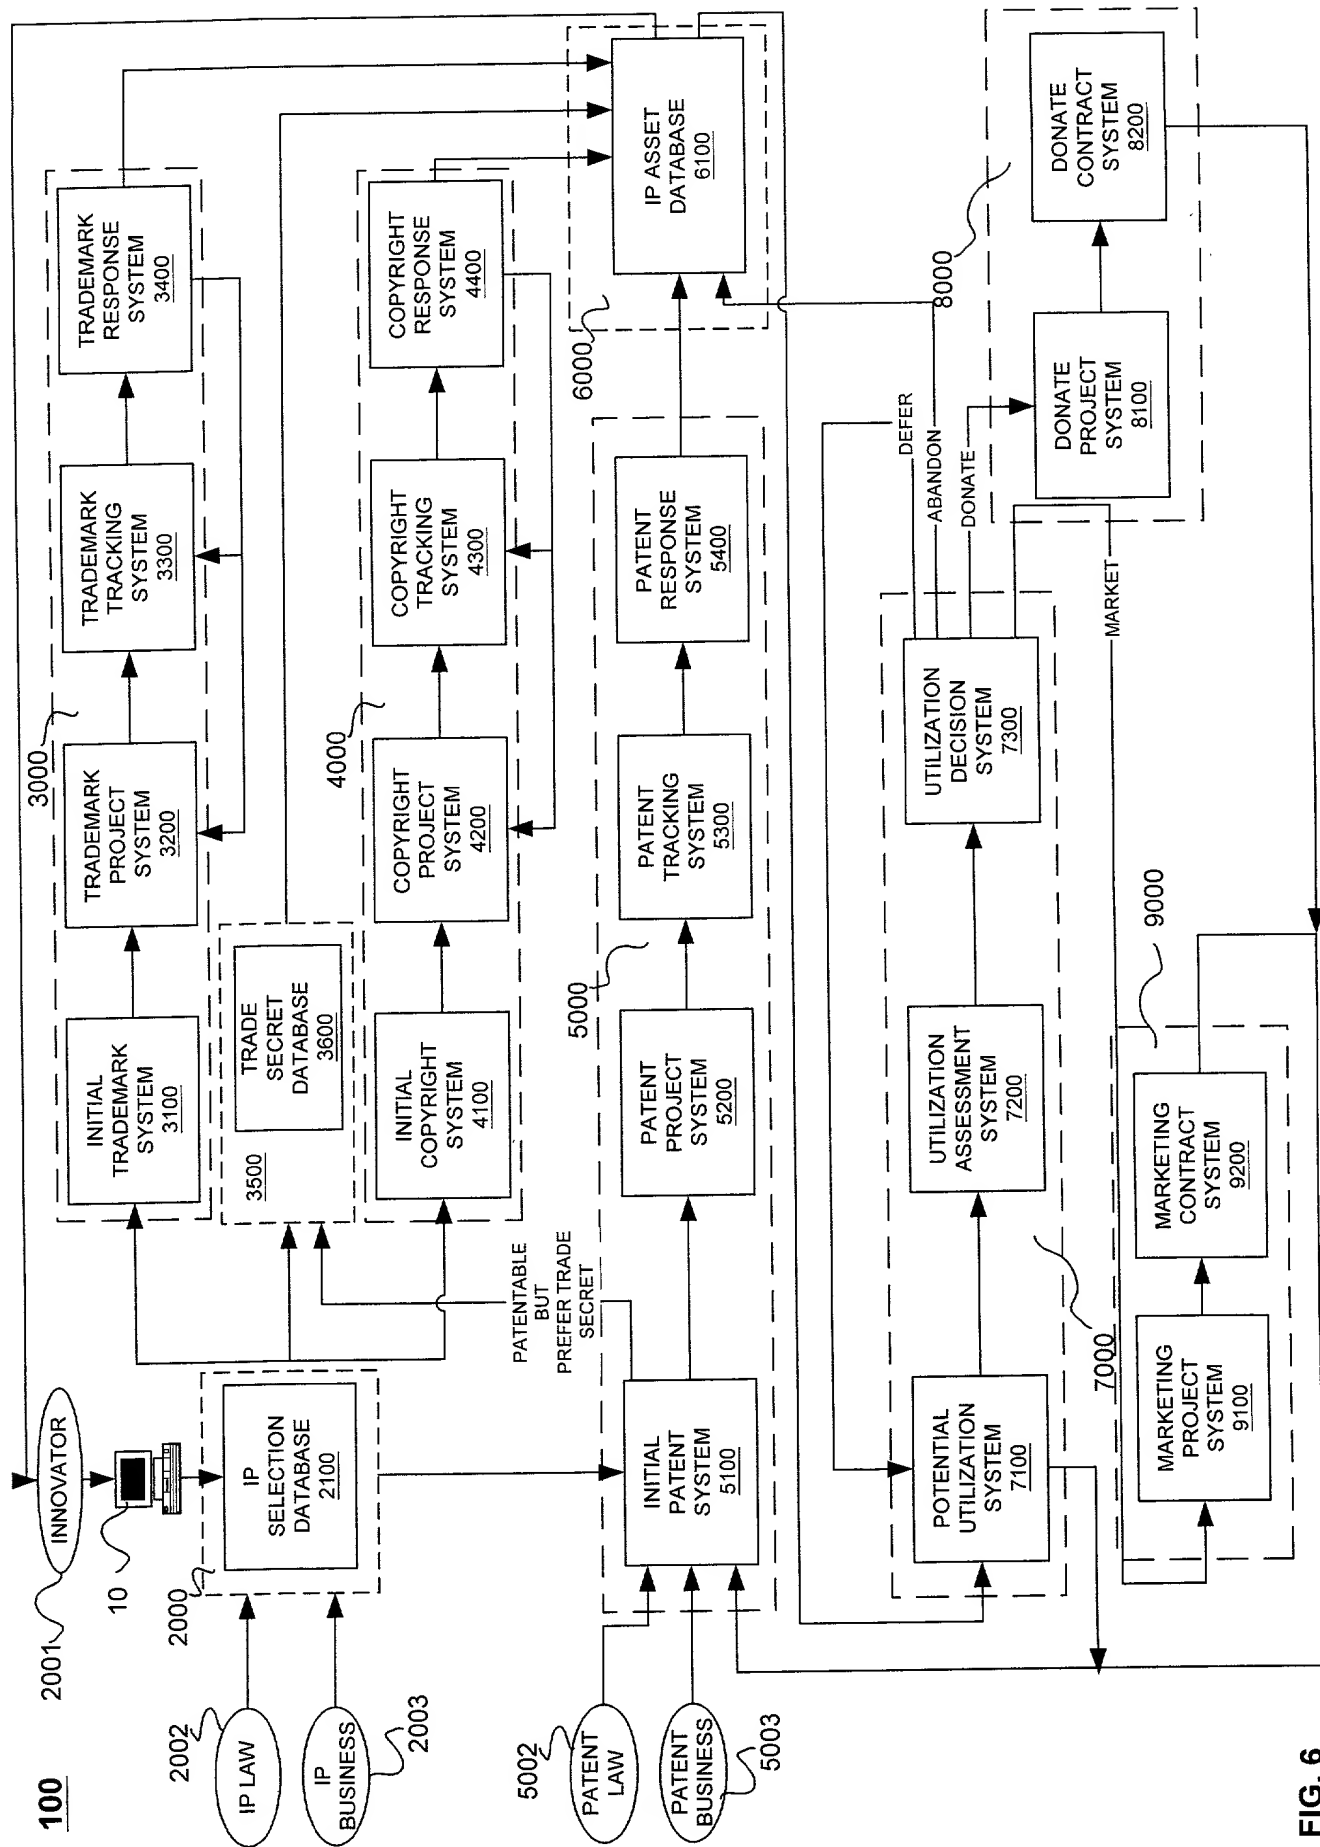 100
INNOVATOR
2001
10
2000
IP
SELECTION
DATABASE
2100
IP LAW
2002
IP
BUSINESS
2003
3000
INITIAL
TRADEMARK
SYSTEM
3100
TRADEMARK
PROJECT
SYSTEM
3200
TRADEMARK
TRACKING
SYSTEM
3300
TRADEMARK
RESPONSE
SYSTEM
3400
3500
TRADE
SECRET
DATABASE
3600
4000
INITIAL
COPYRIGHT
SYSTEM
4100
COPYRIGHT
PROJECT
SYSTEM
4200
COPYRIGHT
TRACKING
SYSTEM
4300
COPYRIGHT
RESPONSE
SYSTEM
4400
PATENTABLE
BUT
PREFER TRADE
SECRET
5002
PATENT
LAW
PATENT
BUSINESS
5003
5000
INITIAL
PATENT
SYSTEM
5100
PATENT
PROJECT
SYSTEM
5200
PATENT
TRACKING
SYSTEM
5300
PATENT
RESPONSE
SYSTEM
5400
6000
IP ASSET
DATABASE
6100
7000
POTENTIAL
UTILIZATION
SYSTEM
7100
UTILIZATION
ASSESSMENT
SYSTEM
7200
UTILIZATION
DECISION
SYSTEM
7300
DEFER
ABANDON
DONATE
MARKET
8000
DONATE
PROJECT
SYSTEM
8100
DONATE
CONTRACT
SYSTEM
8200
9000
MARKETING
PROJECT
SYSTEM
9100
MARKETING
CONTRACT
SYSTEM
9200
FIG. 6